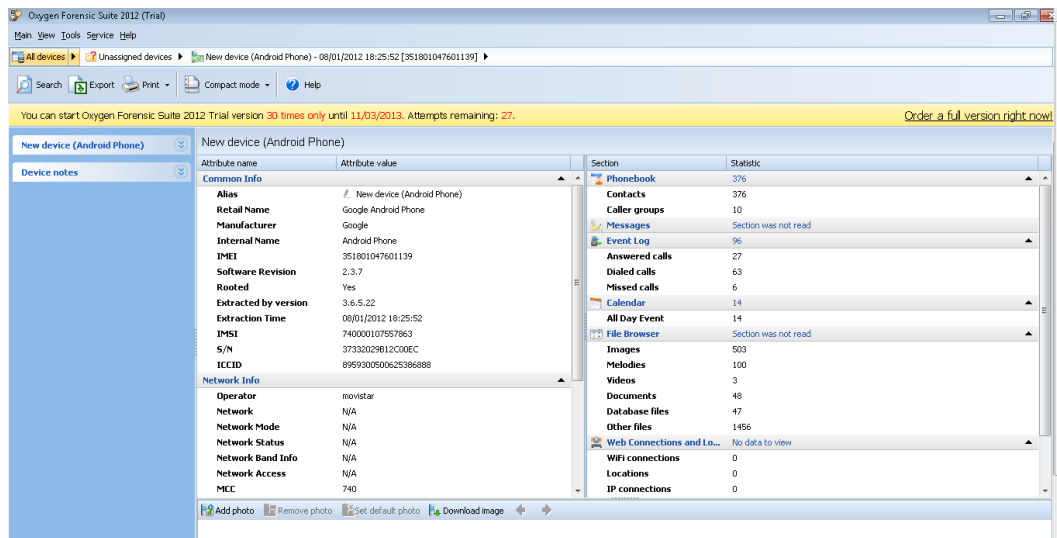 Oxygen Forensic Suite 2012 (Trial)
Main View Tools Service Help
All devices Unassigned devices New device (Android Phone) - 08/01/2012 18:25:52 [351801047601139]
Search Export Print Compact mode Help
You can start Oxygen Forensic Suite 2012 Trial version 30 times only until 11/03/2013. Attempts remaining: 27. Order a full version right now!
New device (Android Phone)
Device notes
New device (Android Phone)
Attribute name Attribute value
Common Info
Alias New device (Android Phone)
Retail Name Google Android Phone
Manufacturer Google
Internal Name Android Phone
IMEI 351801047601139
Software Revision 2.3.7
Rooted Yes
Extracted by version 3.6.5.22
Extraction Time 08/01/2012 18:25:52
IMSI 740000107557863
S/N 37332029B12C00EC
ICCID 8959300500625386888
Network Info
Operator movistar
Network N/A
Network Mode N/A
Network Status N/A
Network Band Info N/A
Network Access N/A
MCC 740
Section Statistic
Phonebook 376
Contacts 376
Caller groups 10
Messages Section was not read
Event Log 96
Answered calls 27
Dialed calls 63
Missed calls 6
Calendar 14
All Day Event 14
File Browser Section was not read
Images 503
Melodies 100
Videos 3
Documents 48
Database files 47
Other files 1456
Web Connections and Lo... No data to view
WiFi connections 0
Locations 0
IP connections 0
Add photo Remove photo Set default photo Download image